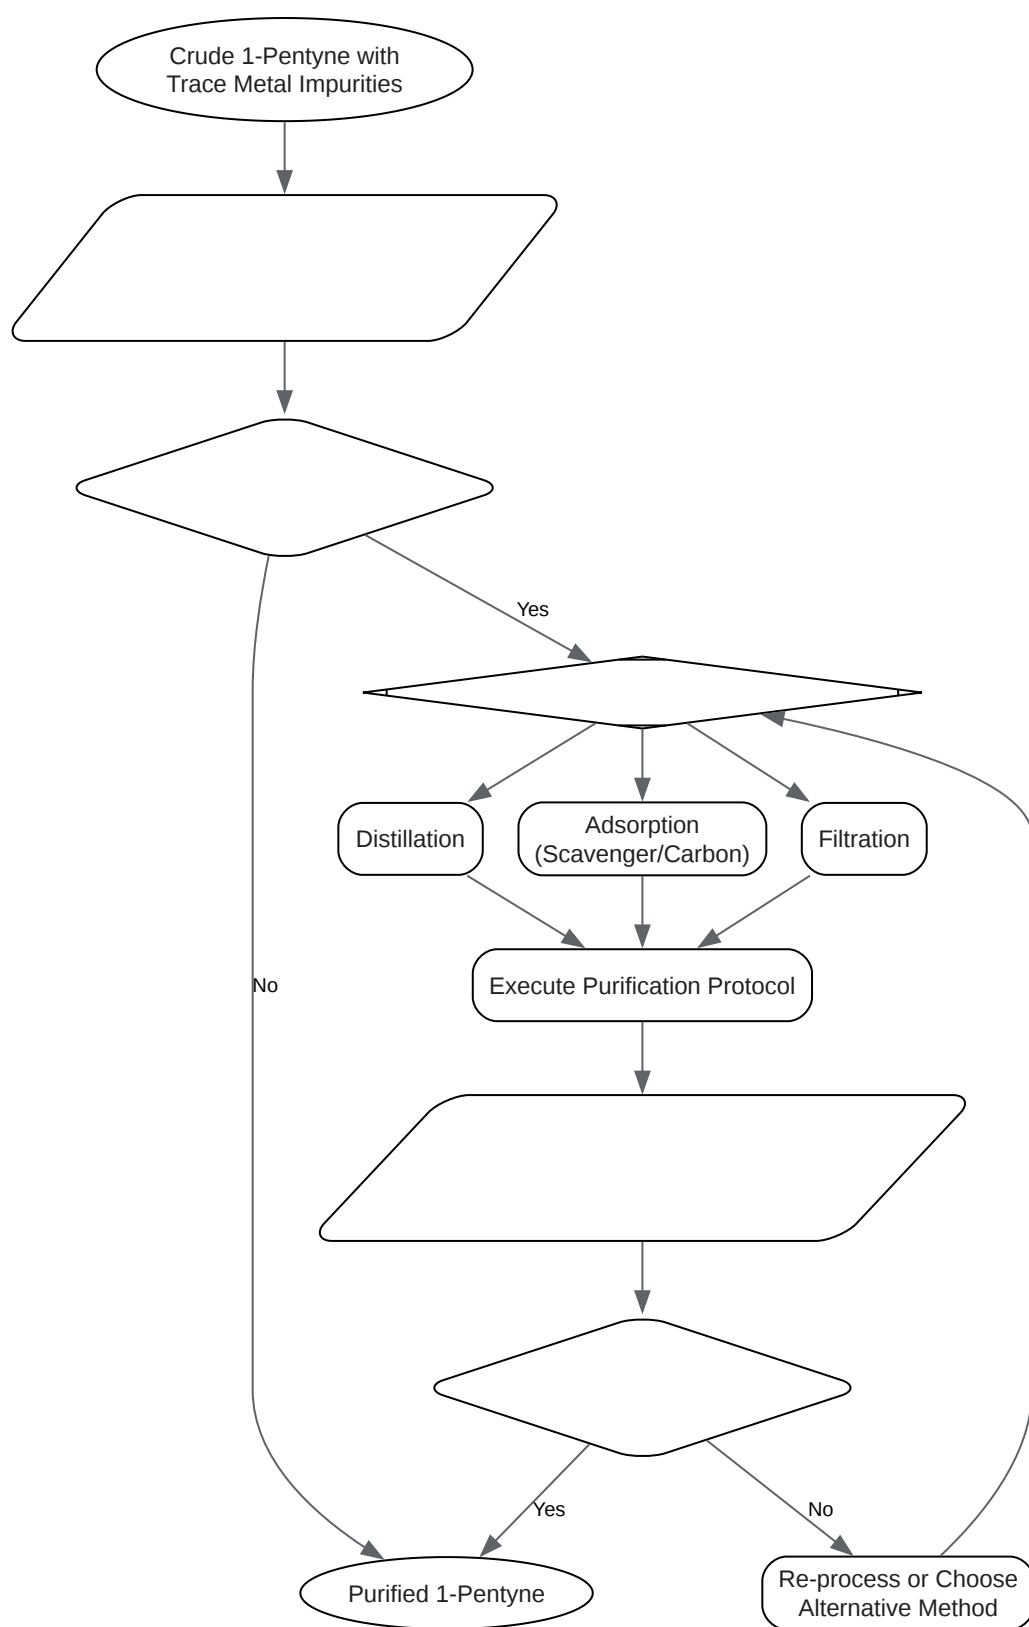 Crude 1-Pentyne with
Trace Metal Impurities
Yes
Distillation
Adsorption
(Scavenger/Carbon)
Filtration
No
Execute Purification Protocol
Yes
No
Purified 1-Pentyne
Re-process or Choose
Alternative Method